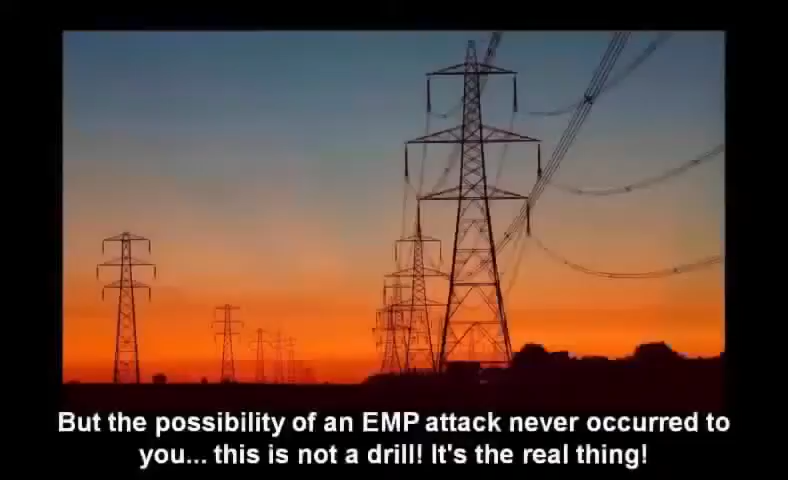 But the possibility of an EMP attack never occurred to
you... this is not a drill! It's the real thing!